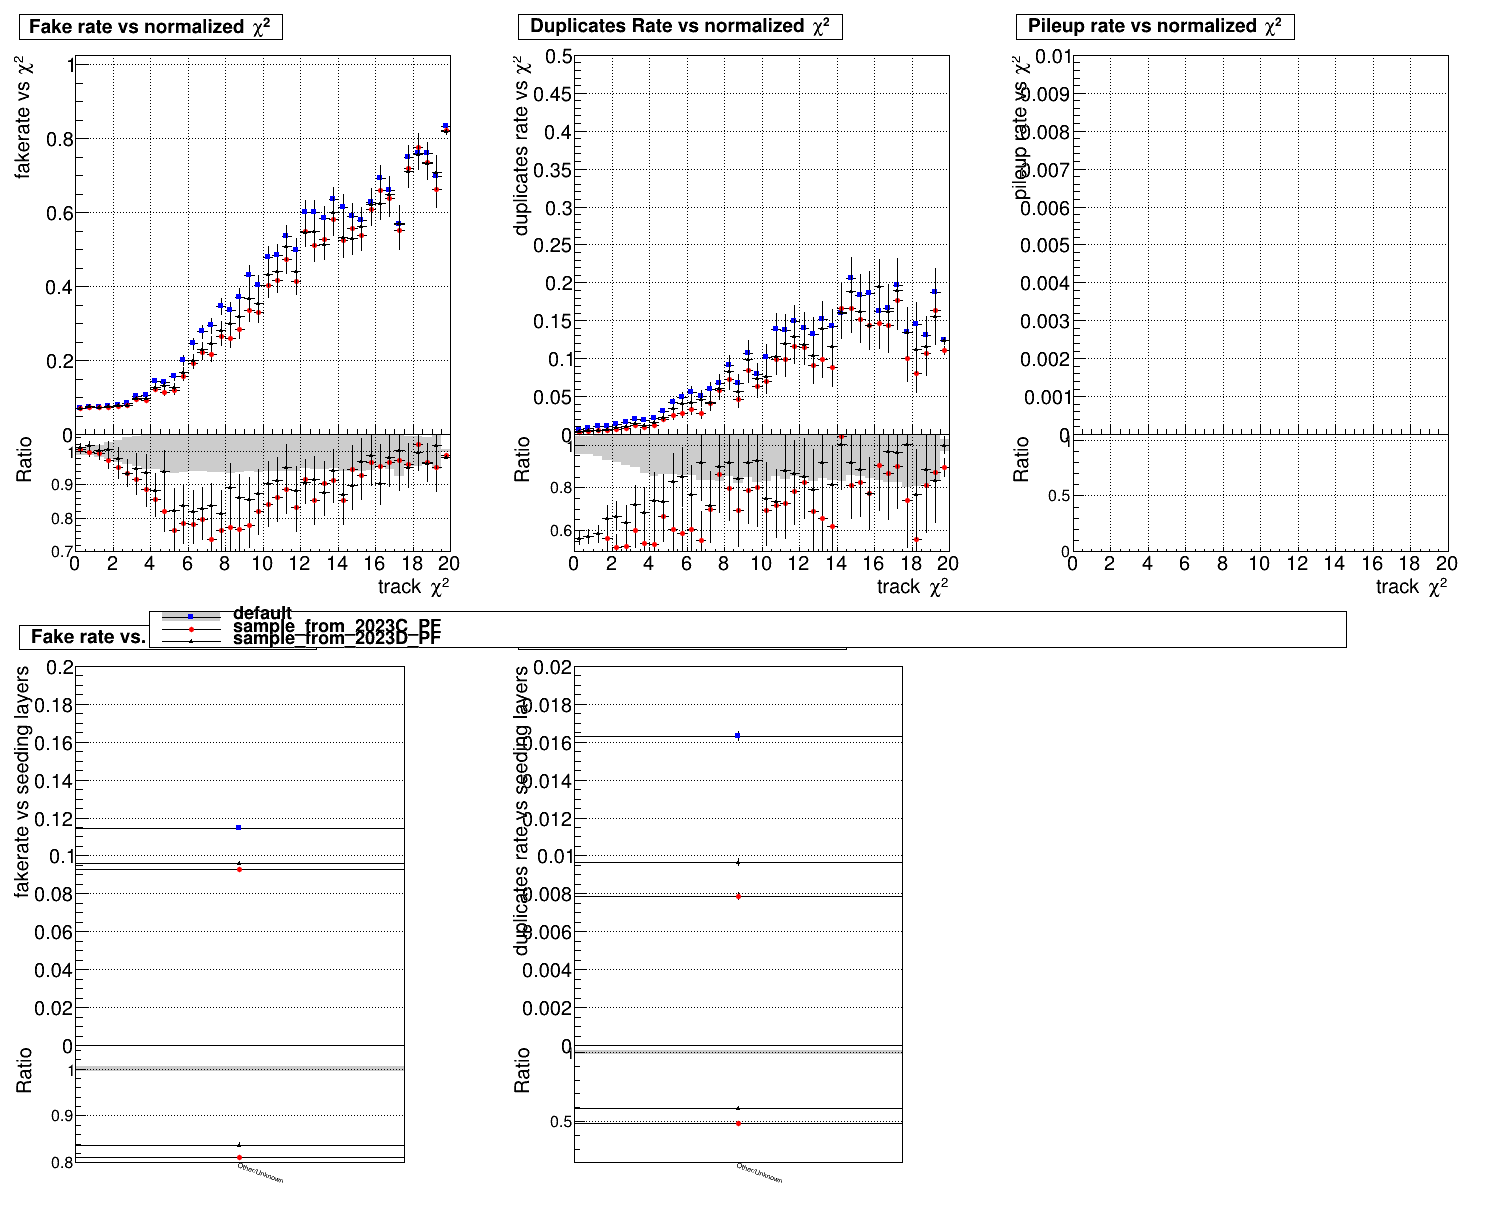 Fake rate vs normalized χ²
Duplicates Rate vs normalized χ²
Pileup rate vs normalized χ²
fakerate vs χ²
1
0.8
0.6
0.4
0.2
0
Ratio
1
0.9
0.8
0.7
0 2 4 6 8 10 12 14 16 18 20
track χ²
duplicates rate vs χ²
0.5
0.45
0.4
0.35
0.3
0.25
0.2
0.15
0.1
0.05
0
Ratio
1
0.8
0.6
0 2 4 6 8 10 12 14 16 18 20
track χ²
pileup rate vs χ²
0.01
0.009
0.008
0.007
0.006
0.005
0.004
0.003
0.002
0.001
0
Ratio
1
0.5
0
0 2 4 6 8 10 12 14 16 18 20
track χ²
default
sample_from_2023C_PF
sample_from_2023D_PF
Fake rate vs.
fakerate vs seeding layers
0.2
0.18
0.16
0.14
0.12
0.1
0.08
0.06
0.04
0.02
0
Ratio
1
0.9
0.8
Other/Unknown
duplicates rate vs seeding layers
0.02
0.018
0.016
0.014
0.012
0.01
0.008
0.006
0.004
0.002
0
Ratio
1
0.5
Other/Unknown